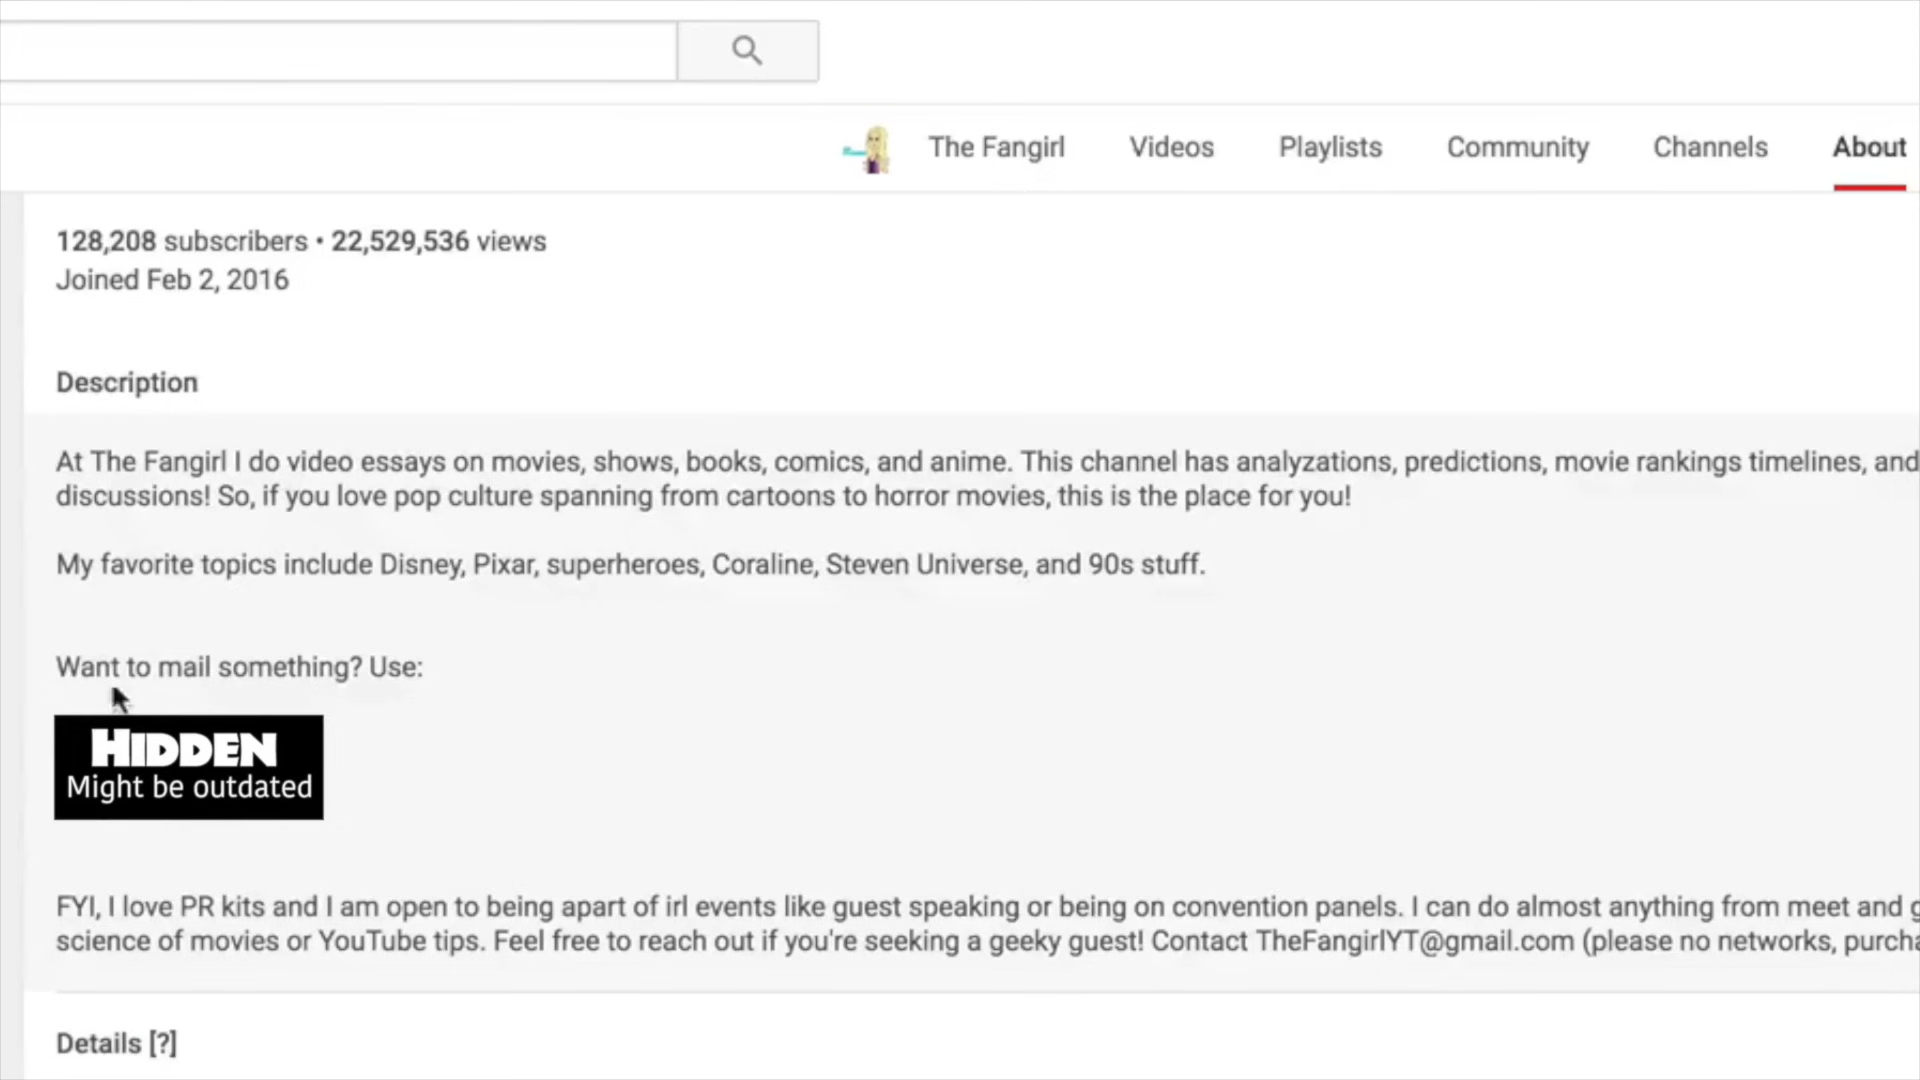 The Fangirl Videos Playlists Community Channels About
128,208 subscribers • 22,529,536 views
Joined Feb 2, 2016
Description
At The Fangirl I do video essays on movies, shows, books, comics, and anime. This channel has analyzations, predictions, movie rankings timelines, and
discussions! So, if you love pop culture spanning from cartoons to horror movies, this is the place for you!
My favorite topics include Disney, Pixar, superheroes, Coraline, Steven Universe, and 90s stuff.
Want to mail something? Use:
HIDDEN
Might be outdated
FYI, I love PR kits and I am open to being apart of irl events like guest speaking or being on convention panels. I can do almost anything from meet and
science of movies or YouTube tips. Feel free to reach out if you're seeking a geeky guest! Contact TheFangirlYT@gmail.com (please no networks,
Details [?]